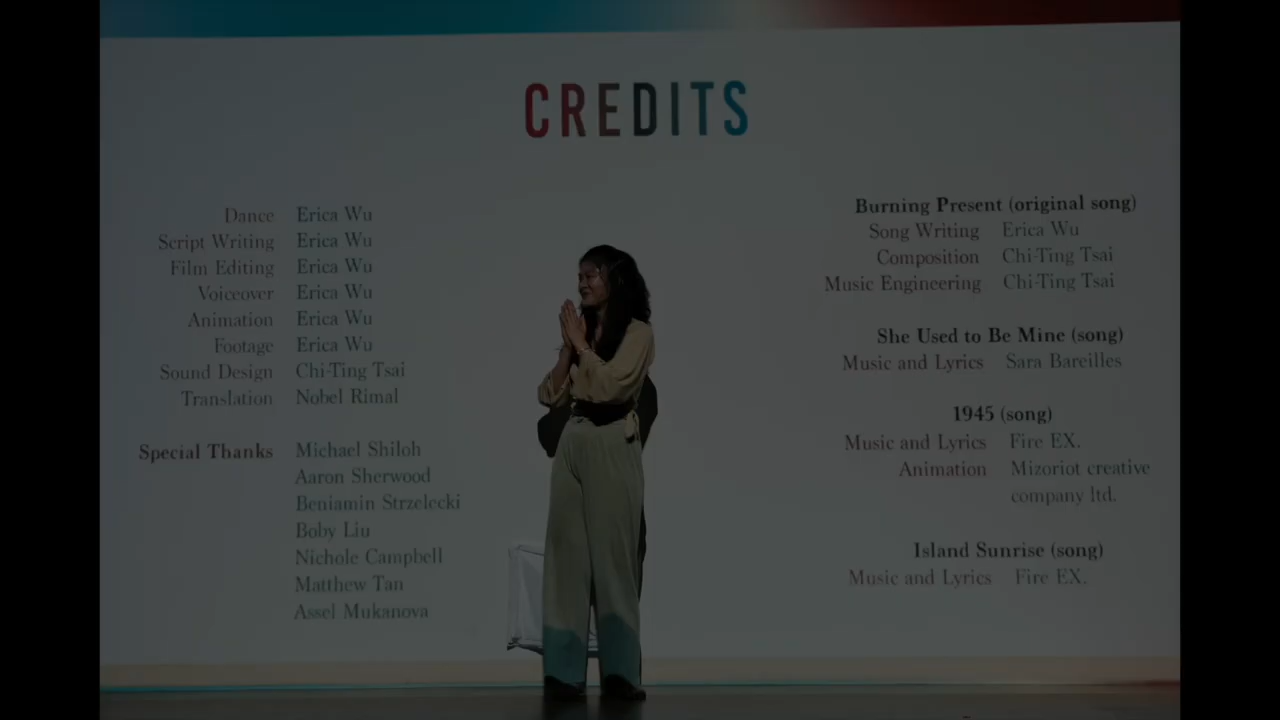 CREDITS
Dance Erica Wu
Script Writing Erica Wu
Film Editing Erica Wu
Voiceover Erica Wu
Animation Erica Wu
Footage Erica Wu
Sound Design Chi-Ting Tsai
Translation Nobel Rimal
Special Thanks Michael Shiloh
Aaron Sherwood
Beniamin Strzelecki
Boby Liu
Nichole Campbell
Matthew Tan
Assel Mukanova
Burning Present (original song)
Song Writing Erica Wu
Composition Chi-Ting Tsai
Music Engineering Chi-Ting Tsai
She Used to Be Mine (song)
Music and Lyrics Sara Bareilles
1945 (song)
Music and Lyrics Fire EX.
Animation Mizoriot creative
company ltd.
Island Sunrise (song)
Music and Lyrics Fire EX.